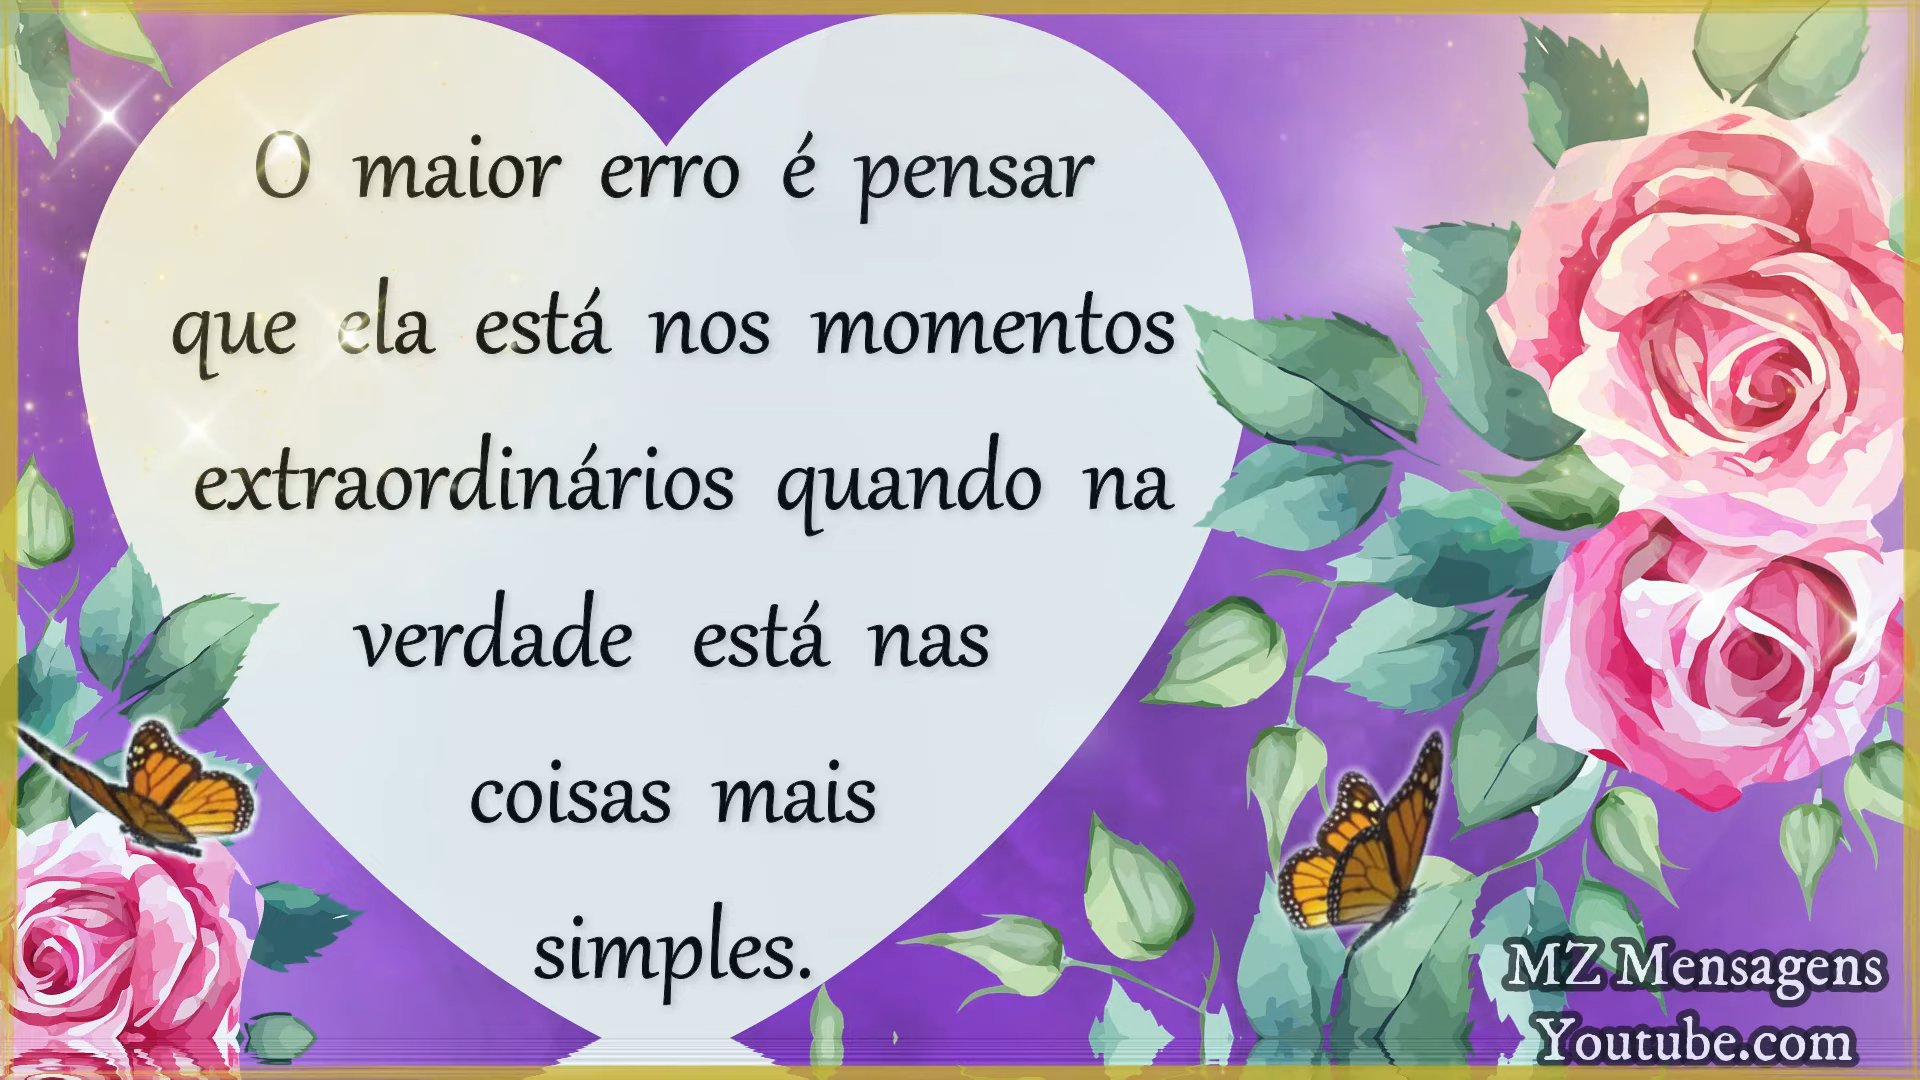 O maior erro é pensar
que ela está nos momentos
extraordinários quando na
verdade está nas
coisas mais
simples.
MZ Mensagens
Youtube.com